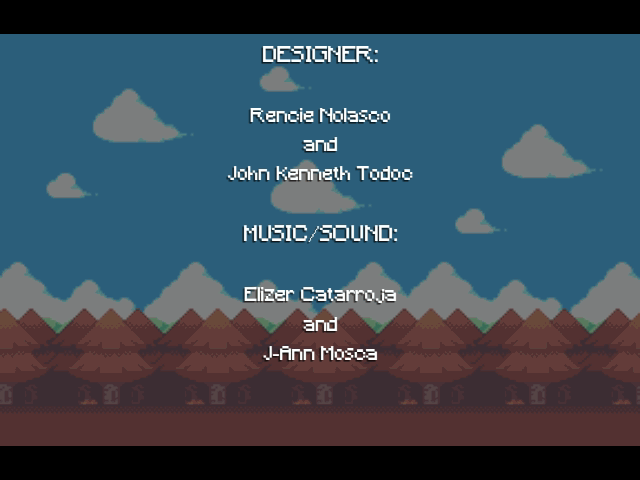 DESIGNER:
Rencie Nolasco
and
John Kenneth Todoc
MUSIC/SOUND:
Elizer Catarroja
and
J-Ann Mosca